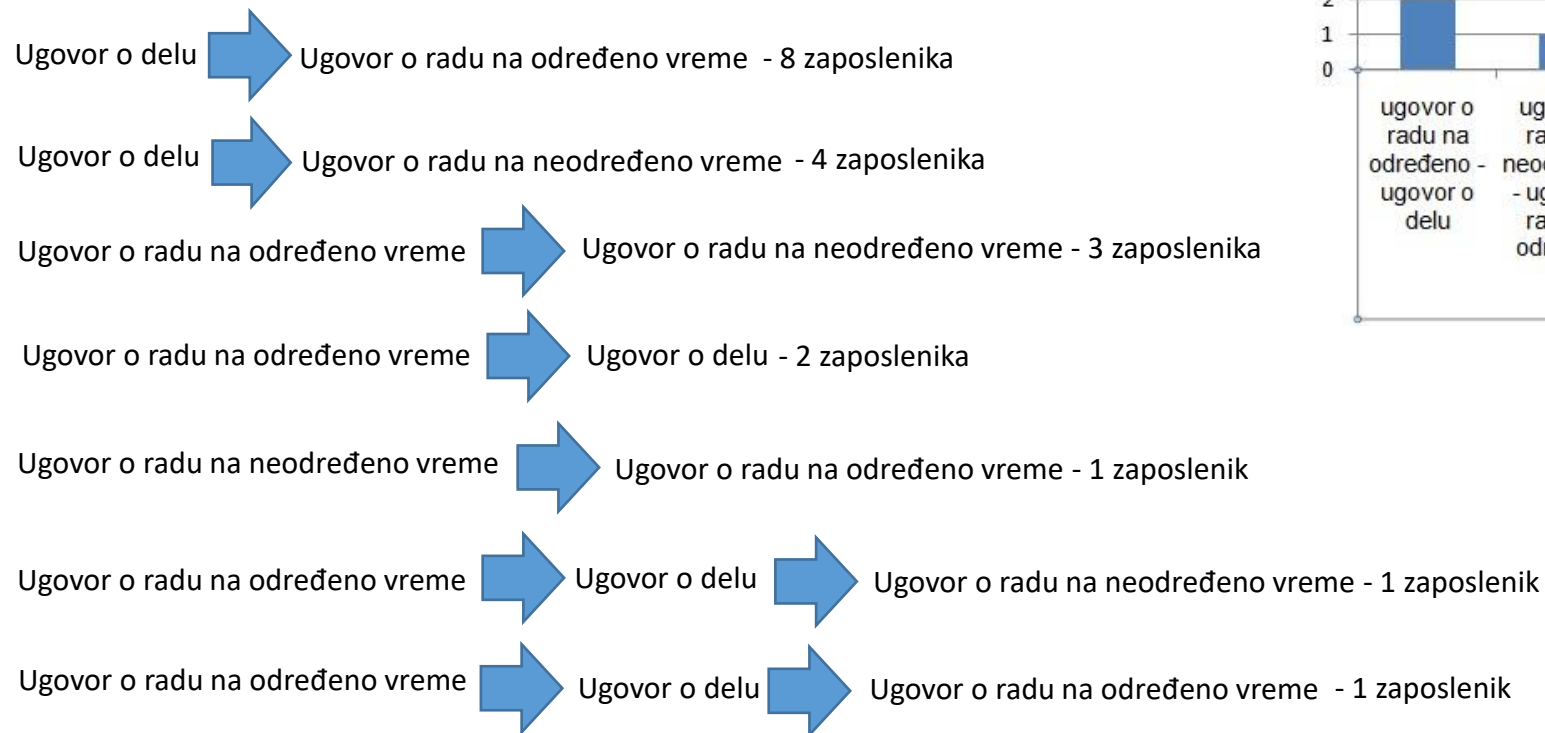 Ugovor o delu Ugovor o radu na određeno vreme - 8 zaposlenika
Ugovor o delu Ugovor o radu na neodređeno vreme - 4 zaposlenika
Ugovor o radu na određeno vreme Ugovor o radu na neodređeno vreme - 3 zaposlenika
Ugovor o radu na određeno vreme Ugovor o delu - 2 zaposlenika
Ugovor o radu na neodređeno vreme Ugovor o radu na određeno vreme - 1 zaposlenik
Ugovor o radu na određeno vreme Ugovor o delu Ugovor o radu na neodređeno vreme - 1 zaposlenik
Ugovor o radu na određeno vreme Ugovor o delu Ugovor o radu na određeno vreme - 1 zaposlenik
2
1
0
ugovor o
radu na
određeno -
ugovor o
delu